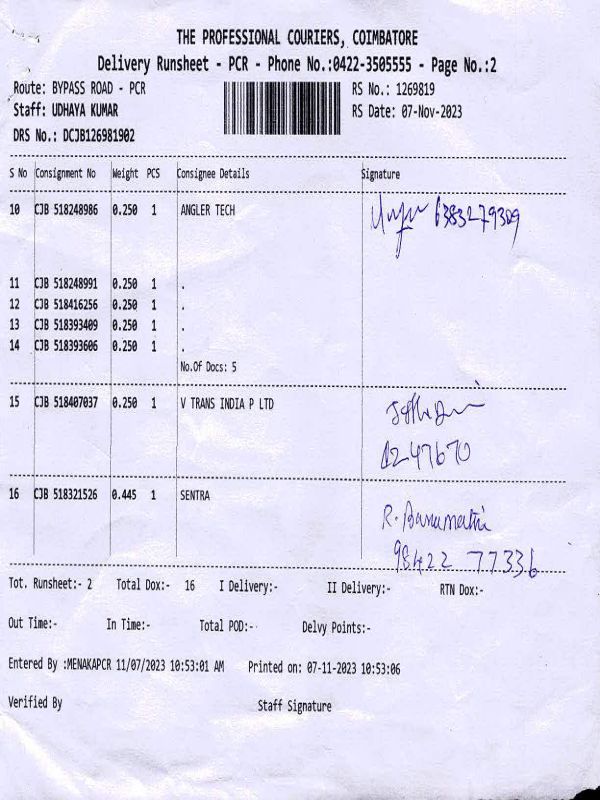 THE PROFESSIONAL COURIERS, COIMBATORE
Delivery Runsheet - PCR - Phone No.:0422-3505555 - Page No.:2
Route: BYPASS ROAD - PCR RS No.: 1269819
Staff: UDHAYA KUMAR RS Date: 07-Nov-2023
DRS No.: DCJB126981902
S No Consignment No Weight PCS Consignee Details Signature
10 CJB 518248986 0.250 1 ANGLER TECH 6383279309
11 CJB 518248991 0.250 1 .
12 CJB 518416256 0.250 1 .
13 CJB 518393409 0.250 1 .
14 CJB 518393606 0.250 1 .
No.Of Docs: 5
15 CJB 518407037 0.250 1 V TRANS INDIA P LTD
4247670
16 CJB 518321526 0.445 1 SENTRA
R. Banumathi
98422 77336
Tot. Runsheet:- 2 Total Dox:- 16 I Delivery:- II Delivery:- RTN Dox:-
Out Time:- In Time:- Total POD:- Delvy Points:-
Entered By :MENAKAPCR 11/07/2023 10:53:01 AM Printed on: 07-11-2023 10:53:06
Verified By Staff Signature